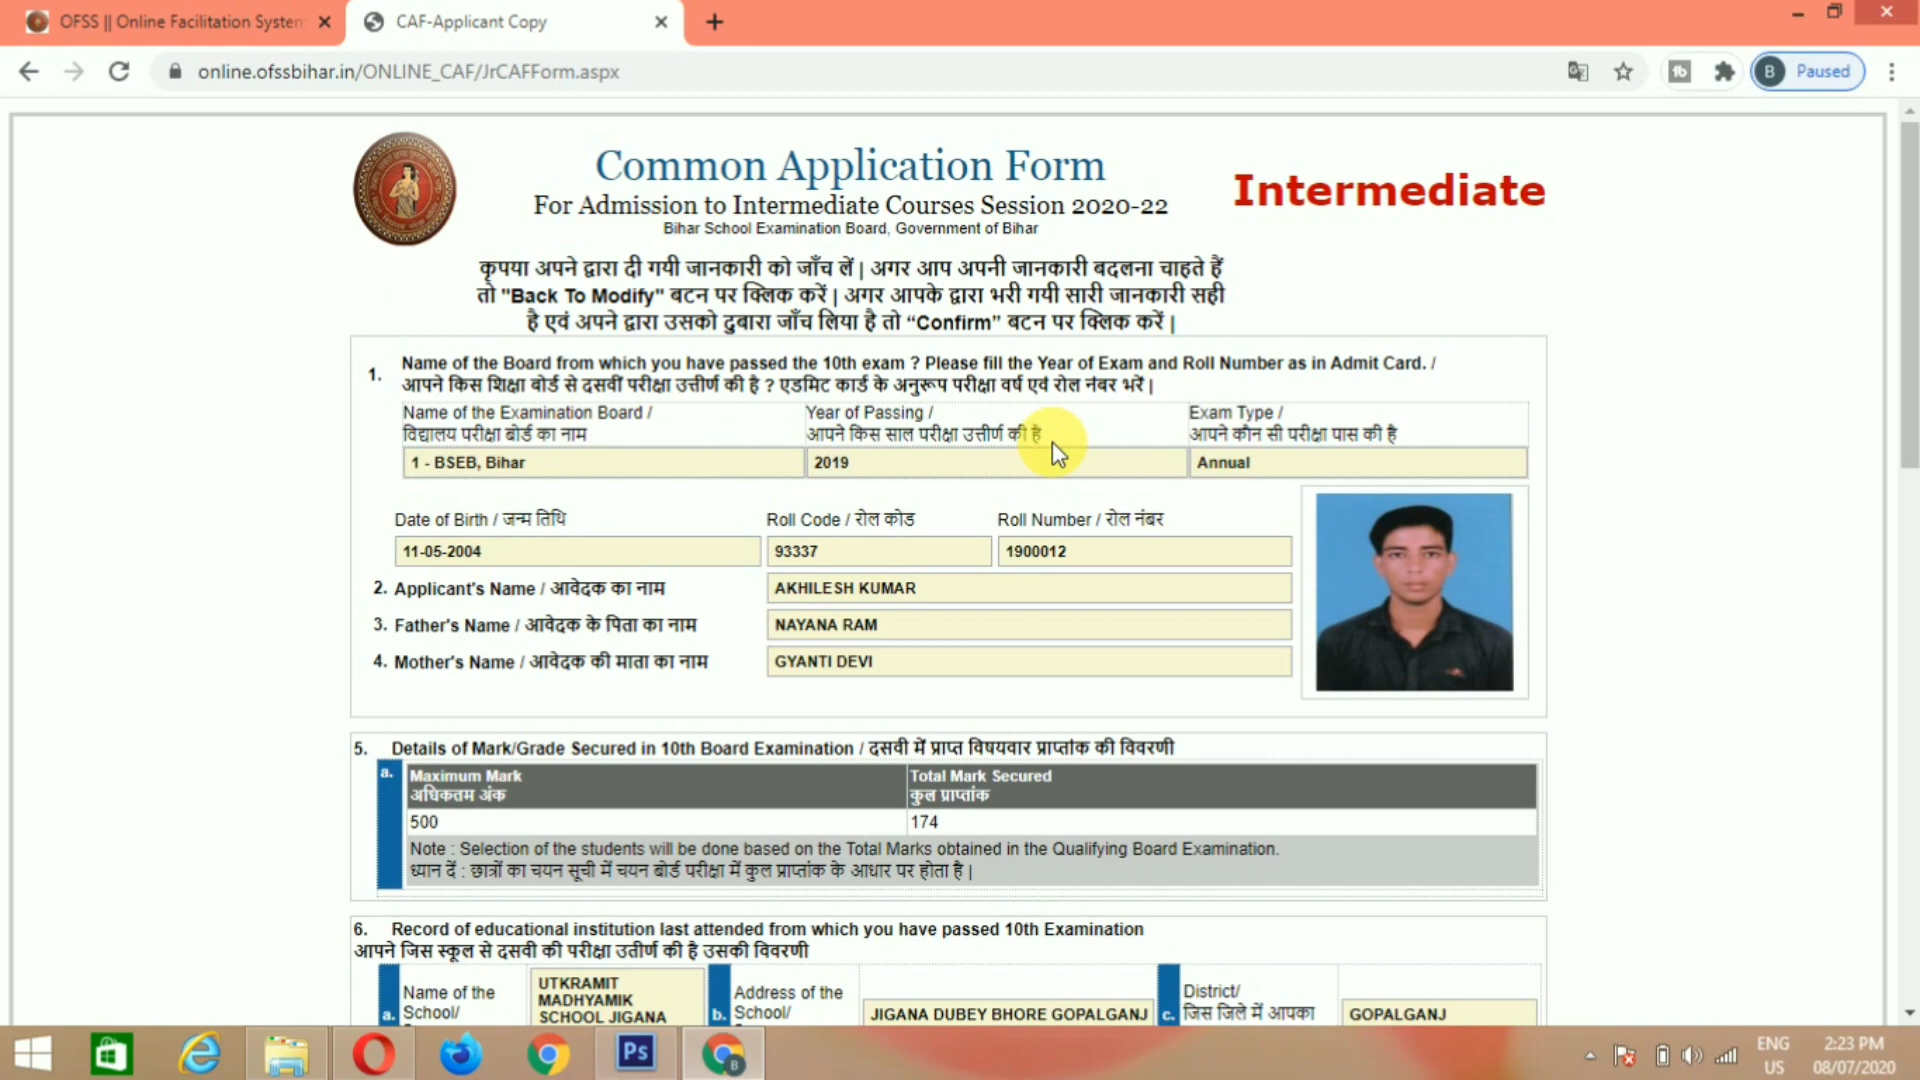 OFSS || Online Facilitation System
CAF-Applicant Copy
online.ofssbihar.in/ONLINE_CAF/JrCAFForm.aspx
B Paused
Common Application Form
For Admission to Intermediate Courses Session 2020-22
Bihar School Examination Board, Government of Bihar
Intermediate
कृपया अपने द्वारा दी गयी जानकारी को जाँच लें | अगर आप अपनी जानकारी बदलना चाहते हैं
तो "Back To Modify" बटन पर क्लिक करें | अगर आपके द्वारा भरी गयी सारी जानकारी सही
है एवं अपने द्वारा उसको दुबारा जाँच लिया है तो “Confirm” बटन पर क्लिक करें |
1. Name of the Board from which you have passed the 10th exam ? Please fill the Year of Exam and Roll Number as in Admit Card. /
आपने किस शिक्षा बोर्ड से दसवीं परीक्षा उत्तीर्ण की है ? एडमिट कार्ड के अनुरूप परीक्षा वर्ष एवं रोल नंबर भरें |
Name of the Examination Board / Year of Passing / Exam Type /
विद्यालय परीक्षा बोर्ड का नाम आपने किस साल परीक्षा उत्तीर्ण की है आपने कौन सी परीक्षा पास की है
1 - BSEB, Bihar 2019 Annual
Date of Birth / जन्म तिथि Roll Code / रोल कोड Roll Number / रोल नंबर
11-05-2004 93337 1900012
2. Applicant's Name / आवेदक का नाम AKHILESH KUMAR
3. Father's Name / आवेदक के पिता का नाम NAYANA RAM
4. Mother's Name / आवेदक की माता का नाम GYANTI DEVI
5. Details of Mark/Grade Secured in 10th Board Examination / दसवी में प्राप्त विषयवार प्राप्तांक की विवरणी
a. Maximum Mark Total Mark Secured
अधिकतम अंक कुल प्राप्तांक
500 174
Note : Selection of the students will be done based on the Total Marks obtained in the Qualifying Board Examination.
ध्यान दें : छात्रों का चयन सूची में चयन बोर्ड परीक्षा में कुल प्राप्तांक के आधार पर होता है |
6. Record of educational institution last attended from which you have passed 10th Examination
आपने जिस स्कूल से दसवी की परीक्षा उतीर्ण की है उसकी विवरणी
a. Name of the
School/
UTKRAMIT
MADHYAMIK
SCHOOL JIGANA
b. Address of the
School/
JIGANA DUBEY BHORE GOPALGANJ
c. District/
जिस जिले में आपका
GOPALGANJ
Ps
B
ENG
US
2:23 PM
08/07/2020